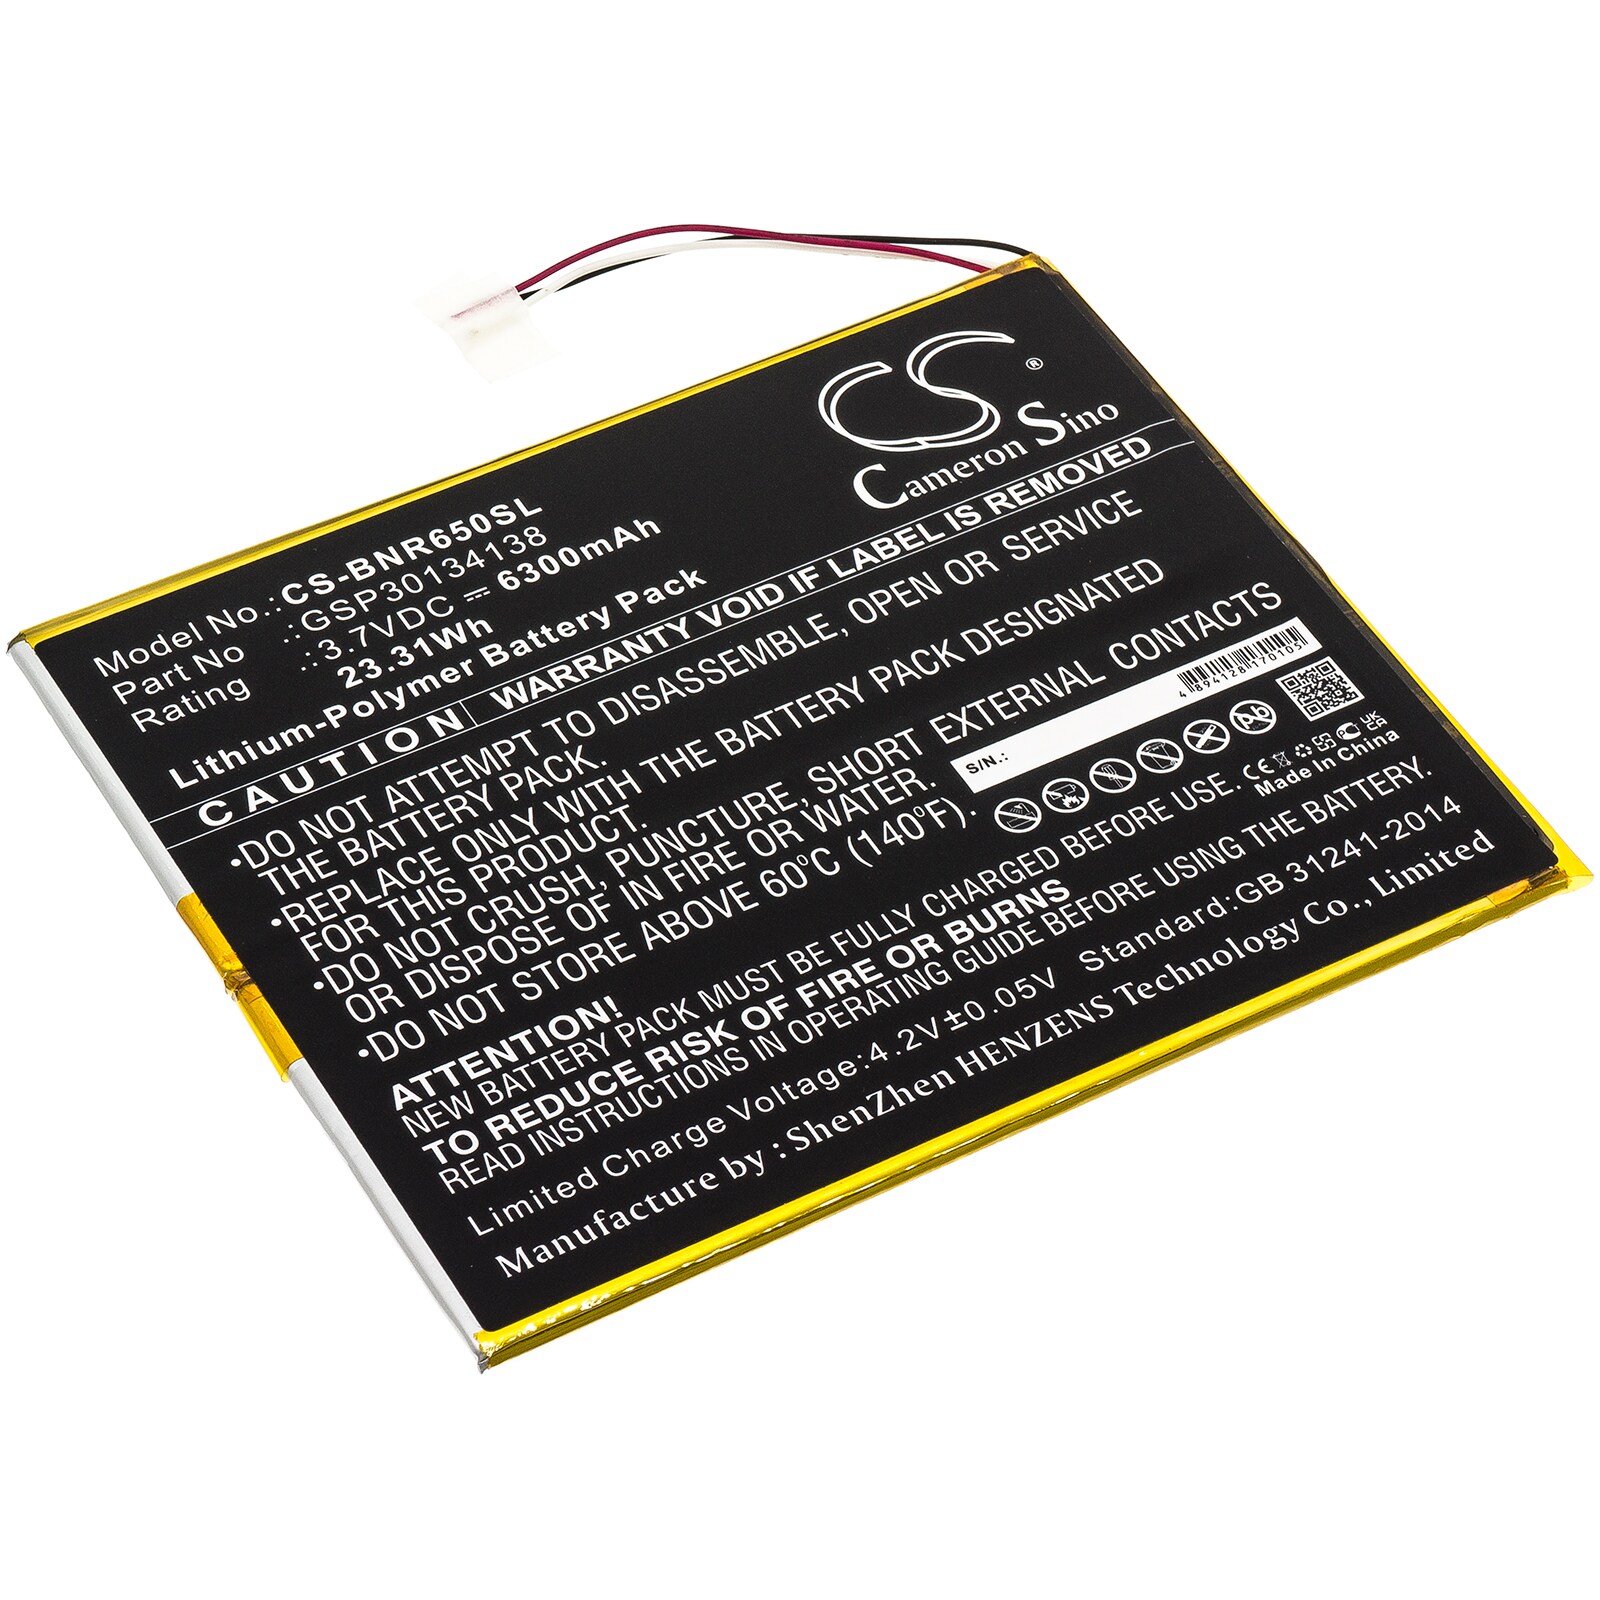 CS®
Cameron Sino
Model No.:CS-BNR650SL
Part No .:GSP30134138
Rating .:3.7VDC ⎓ 6300mAh
23.31Wh
Lithium-Polymer Battery Pack
CAUTION WARRANTY VOID IF LABEL IS REMOVED
•DO NOT ATTEMPT TO DISASSEMBLE, OPEN OR SERVICE
THE BATTERY PACK.
•REPLACE ONLY WITH THE BATTERY PACK DESIGNATED
FOR THIS PRODUCT.
•DO NOT CRUSH, PUNCTURE, SHORT EXTERNAL CONTACTS
OR DISPOSE OF IN FIRE OR WATER.
•DO NOT STORE ABOVE 60°C (140°F).
S/N.:
4894128170105
Pb
CE UK CA
Made in China
ATTENTION!
NEW BATTERY PACK MUST BE FULLY CHARGED BEFORE USE.
TO REDUCE RISK OF FIRE OR BURNS
READ INSTRUCTIONS IN OPERATING GUIDE BEFORE USING THE BATTERY.
Limited Charge Voltage:4.2V±0.05V Standard:GB 31241-2014
Manufacture by : ShenZhen HENZENS Technology Co., Limited